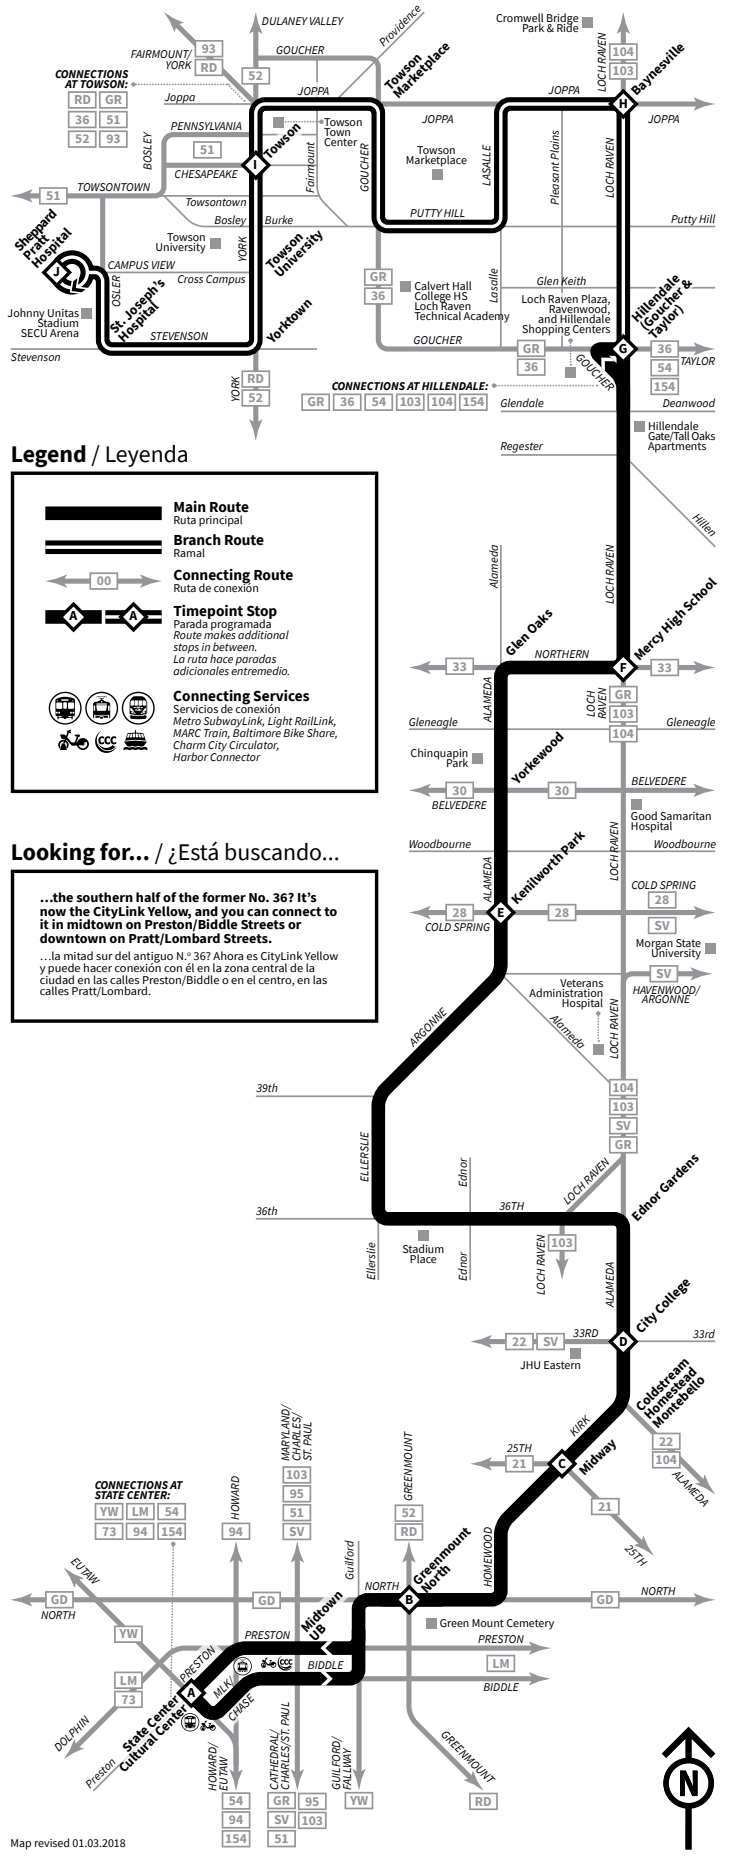 DULANEY VALLEY
Providence
Cromwell Bridge
Park & Ride
FAIRMOUNT/
YORK
93
RD
52
GOUCHER
Towson
Marketplace
LOCH RAVEN
104
103
Baynesville
CONNECTIONS
AT TOWSON:
RD GR
36 51
52 93
Joppa
JOPPA
JOPPA
JOPPA
H
JOPPA
PENNSYLVANIA
51
CHESAPEAKE
BOSLEY
Towson
Town
Center
Towson
I
Fairmount
GOUCHER
Towson
Marketplace
LASALLE
Pleasant Plains
LOCH RAVEN
51
TOWSONTOWN
Towsontown
Bosley
Burke
PUTTY HILL
Putty Hill
Sheppard
Pratt
Hospital
J
Towson
University
YORK
Towson
University
CAMPUS VIEW
Cross Campus
OSLER
St. Joseph's
Hospital
Johnny Unitas
Stadium
SECU Arena
STEVENSON
Stevenson
Yorktown
GR
36
Calvert Hall
College HS
Loch Raven
Technical Academy
Lasalle
Glen Keith
Loch Raven Plaza,
Ravenwood,
and Hillendale
Shopping Centers
Hillendale
(Goucher &
Taylor)
GOUCHER
GR
36
G
GOUCHER
36
54
154
TAYLOR
YORK
RD
52
CONNECTIONS AT HILLENDALE:
GR 36 54 103 104 154
Glendale
Deanwood
Hillendale
Gate/Tall Oaks
Apartments
Regester
Hillen
Legend / Leyenda
Main Route
Ruta principal
Branch Route
Ramal
00
Connecting Route
Ruta de conexión
A
A
Timepoint Stop
Parada programada
Route makes additional
stops in between.
La ruta hace paradas
adicionales entremedio.
CCC
Connecting Services
Servicios de conexión
Metro SubwayLink, Light RailLink,
MARC Train, Baltimore Bike Share,
Charm City Circulator,
Harbor Connector
Alameda
LOCH RAVEN
Glen Oaks
NORTHERN
Mercy High School
33
F
33
ALAMEDA
LOCH
RAVEN
GR
103
104
Gleneagle
Gleneagle
Chinquapin
Park
Yorkewood
30
BELVEDERE
30
BELVEDERE
Good Samaritan
Hospital
Woodbourne
Woodbourne
LOCH RAVEN
ALAMEDA
Kenilworth Park
28
COLD SPRING
E
28
COLD SPRING
28
SV
Morgan State
University
SV
HAVENWOOD/
ARGONNE
Looking for... / ¿Está buscando...
...the southern half of the former No. 36? It's
now the CityLink Yellow, and you can connect to
it in midtown on Preston/Biddle Streets or
downtown on Pratt/Lombard Streets.
...la mitad sur del antiguo N.º 36? Ahora es CityLink Yellow
y puede hacer conexión con él en la zona central de la
ciudad en las calles Preston/Biddle o en el centro, en las
calles Pratt/Lombard.
Veterans
Administration
Hospital
Alameda
LOCH RAVEN
ARGONNE
39th
104
103
SV
GR
ELLERSLIE
Ednor
LOCH RAVEN
Ednor Gardens
36th
36TH
Ellerslie
Stadium
Place
Ednor
LOCH RAVEN
103
ALAMEDA
City College
22 SV
33RD
D
33rd
JHU Eastern
Coldstream
Homestead
Montebello
KIRK
22
104
ALAMEDA
25TH
21
C
Midway
21
25TH
MARYLAND/
CHARLES/
ST. PAUL
103
95
51
SV
GREENMOUNT
52
RD
CONNECTIONS AT
STATE CENTER:
YW LM 54
73 94 154
HOWARD
94
Guilford
Greenmount
North
HOMEWOOD
EUTAW
GD
NORTH
GD
NORTH
B
GD
NORTH
Midtown
UB
Green Mount Cemetery
YW
PRESTON
PRESTON
PRESTON
LM
BIDDLE
BIDDLE
CCC
MLK/
CHASE
A
LM
73
DOLPHIN
State Center
Cultural Center
Preston
HOWARD/
EUTAW
54
94
154
CATHEDRAL/
CHARLES/ST. PAUL
GR
SV
51
95
103
GUILFORD/
FALLWAY
YW
GREENMOUNT
RD
N
Map revised 01.03.2018